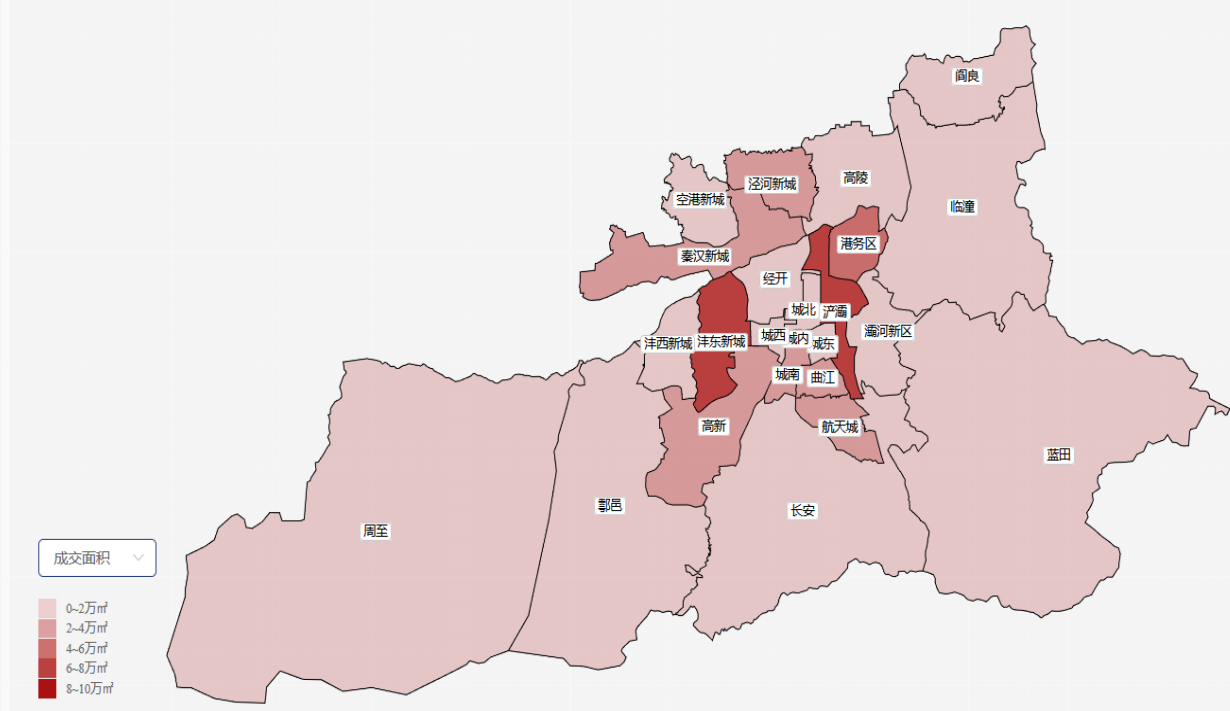 阎良
高陵
泾河新城
空港新城
临潼
港务区
秦汉新城
经开
城北
浐灞
灞河新区
沣西新城
沣东新城
城西
城内
城东
城南
曲江
高新
航天城
蓝田
鄠邑
长安
周至
成交面积
0~2万㎡
2~4万㎡
4~6万㎡
6~8万㎡
8~10万㎡